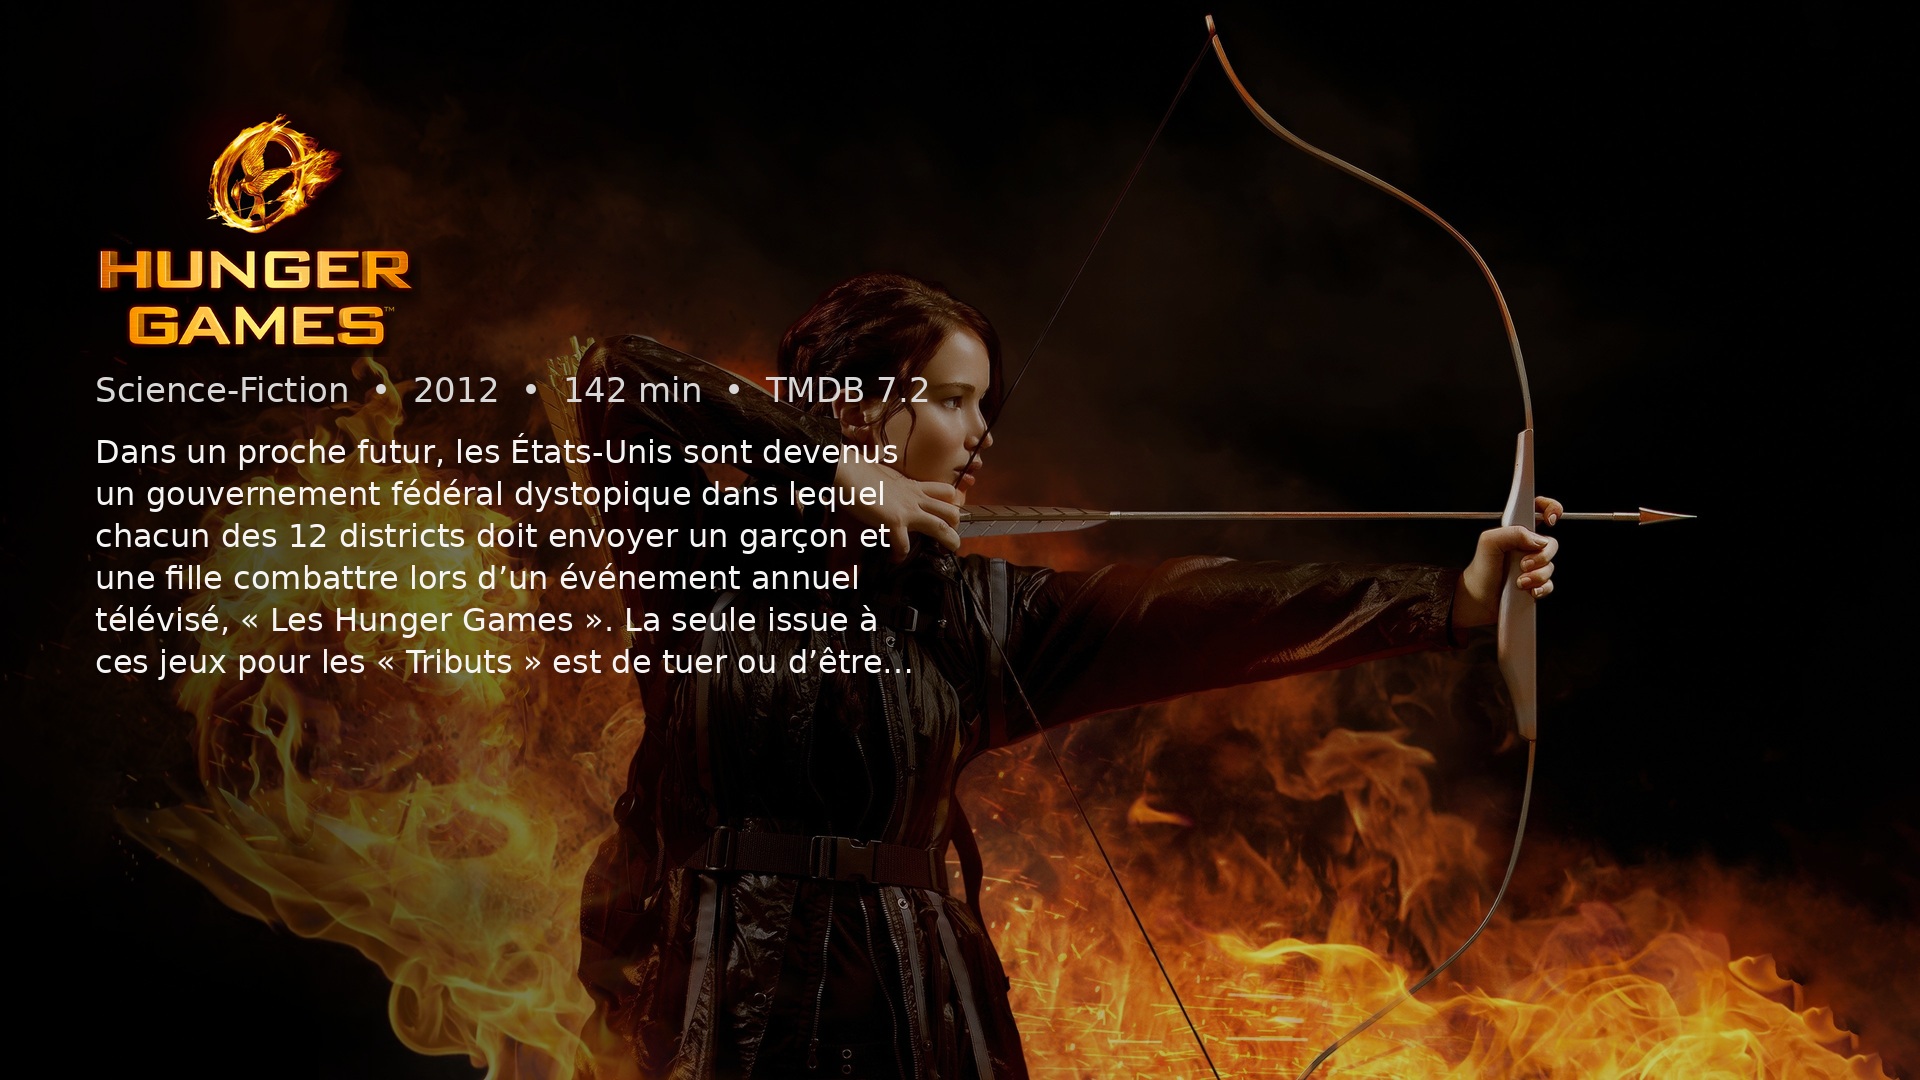 HUNGER
GAMES™
Science-Fiction • 2012 • 142 min • TMDB 7.2
Dans un proche futur, les États-Unis sont devenus
un gouvernement fédéral dystopique dans lequel
chacun des 12 districts doit envoyer un garçon et
une fille combattre lors d’un événement annuel
télévisé, « Les Hunger Games ». La seule issue à
ces jeux pour les « Tributs » est de tuer ou d’être…